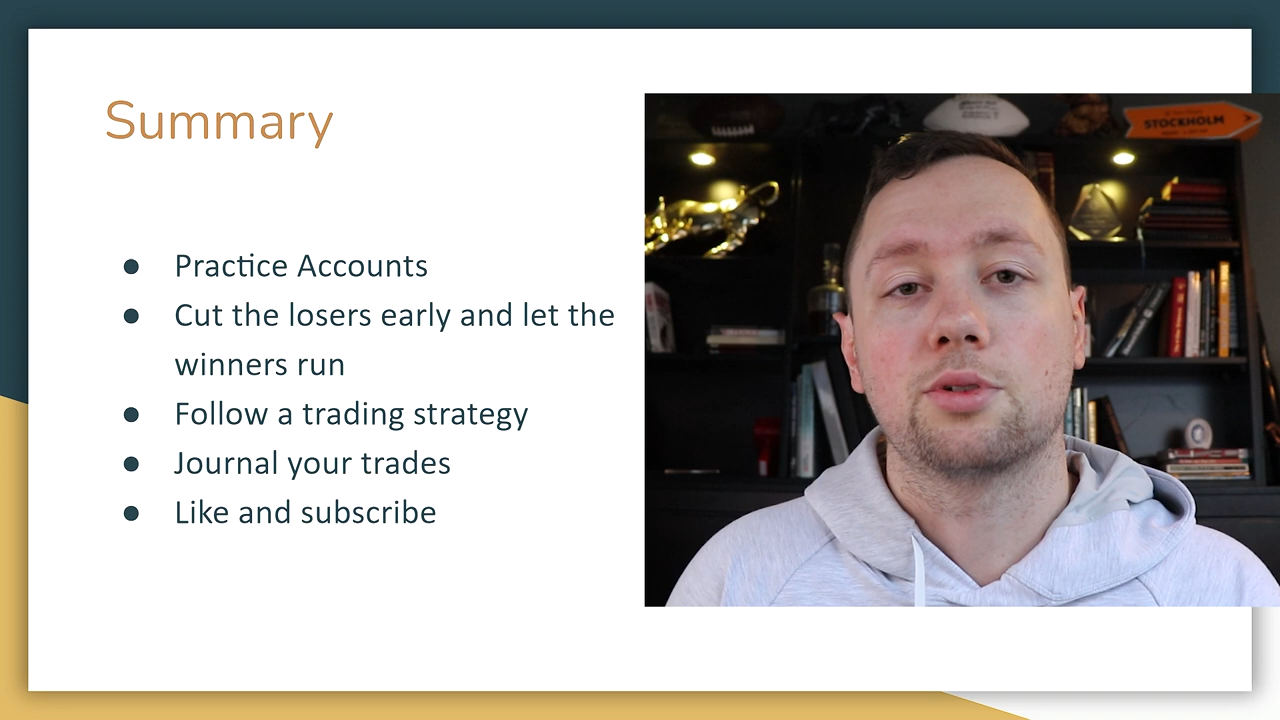 Summary
● Practice Accounts
● Cut the losers early and let the
winners run
● Follow a trading strategy
● Journal your trades
● Like and subscribe
STOCKHOLM